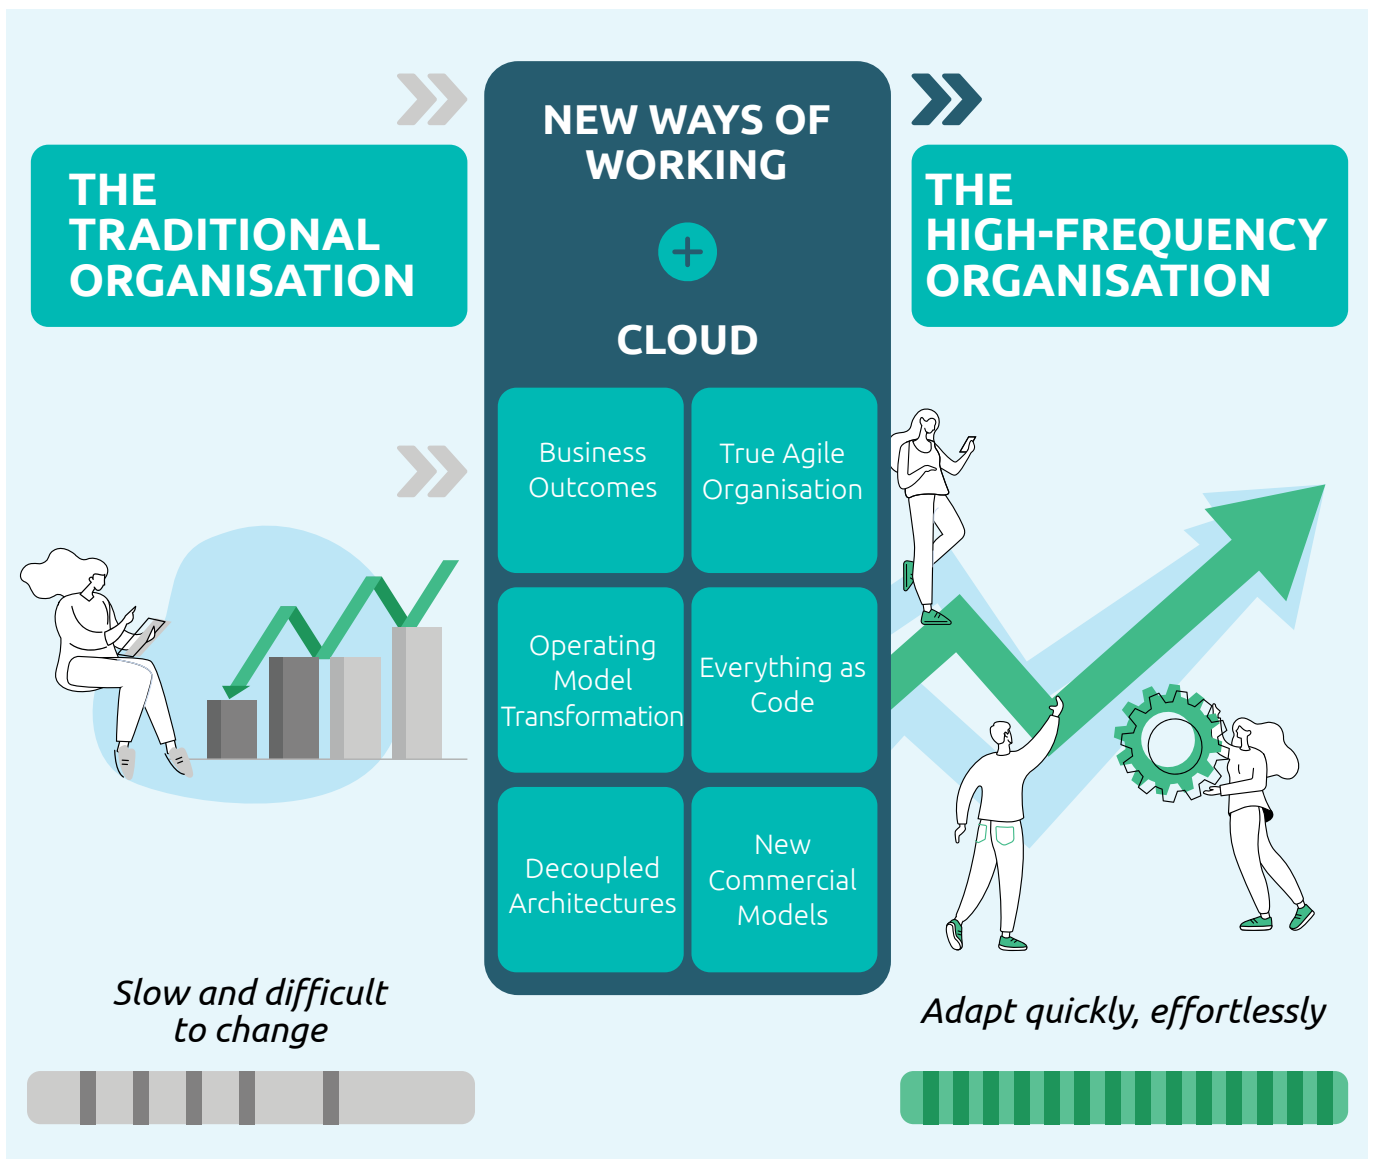 THE
TRADITIONAL
ORGANISATION
NEW WAYS OF
WORKING
+
CLOUD
Business
Outcomes
True Agile
Organisation
Operating
Model
Transformation
Everything as
Code
Decoupled
Architectures
New
Commercial
Models
THE
HIGH-FREQUENCY
ORGANISATION
Slow and difficult
to change
Adapt quickly, effortlessly